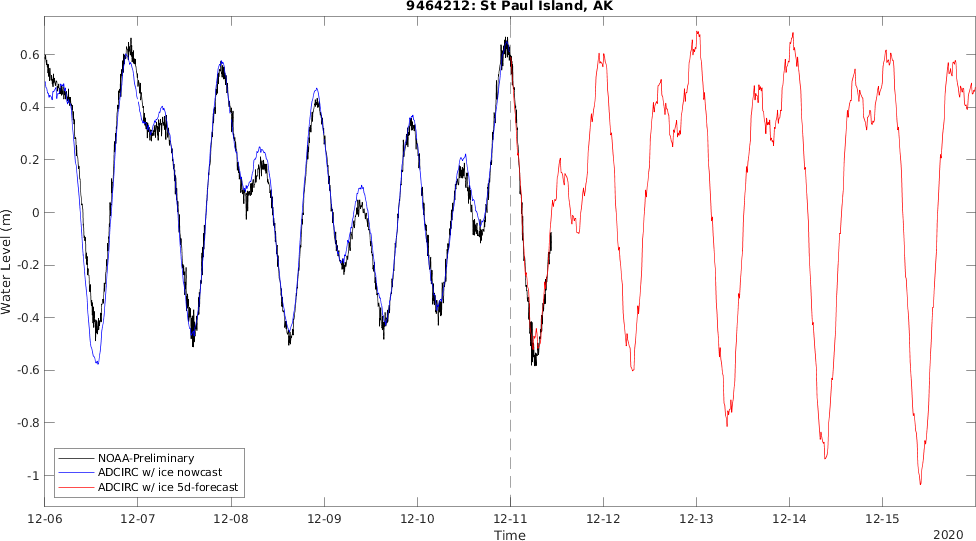 9464212: St Paul Island, AK
Water Level (m)
0.6
0.4
0.2
0
-0.2
-0.4
-0.6
-0.8
-1
NOAA-Preliminary
ADCIRC w/ ice nowcast
ADCIRC w/ ice 5d-forecast
12-06 12-07 12-08 12-09 12-10 12-11 12-12 12-13 12-14 12-15
Time
2020